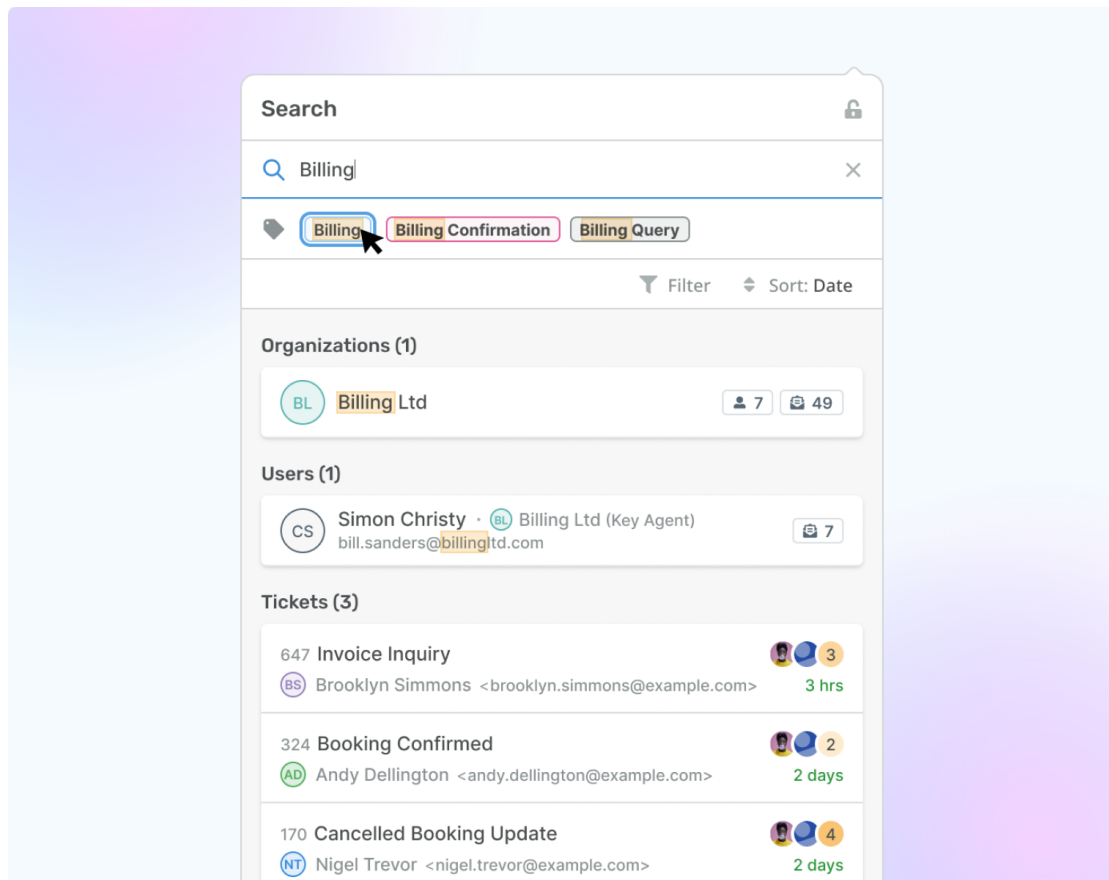 Search
Billing
Billing Billing Confirmation Billing Query
Filter Sort: Date
Organizations (1)
BL Billing Ltd 7 49
Users (1)
CS Simon Christy · BL Billing Ltd (Key Agent) 7
bill.sanders@billingltd.com
Tickets (3)
647 Invoice Inquiry 3
BS Brooklyn Simmons <brooklyn.simmons@example.com> 3 hrs
324 Booking Confirmed 2
AD Andy Dellington <andy.dellington@example.com> 2 days
170 Cancelled Booking Update 4
NT Nigel Trevor <nigel.trevor@example.com> 2 days